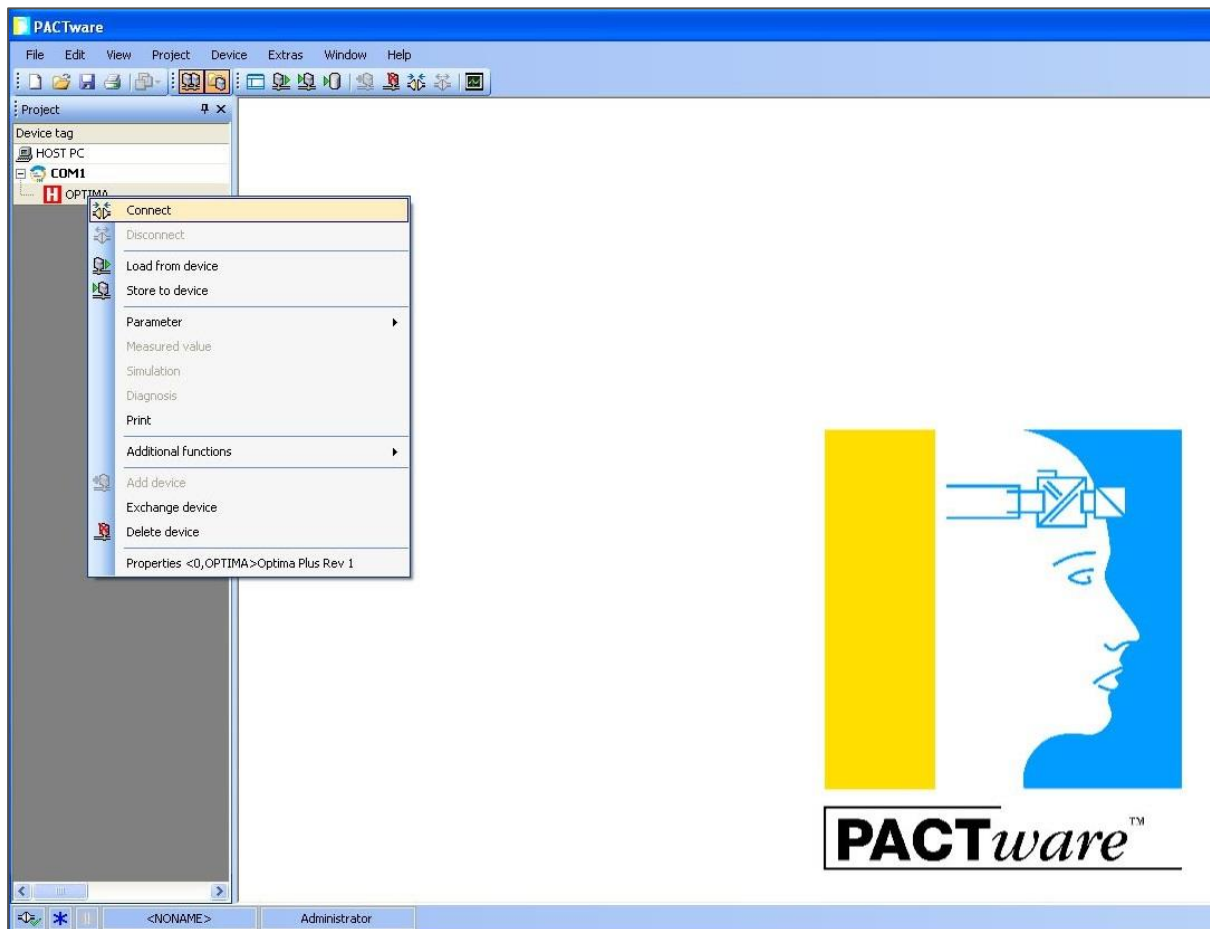 PACTware
File Edit View Project Device Extras Window Help
Project
Device tag
HOST PC
COM1
OPTIMA
Connect
Disconnect
Load from device
Store to device
Parameter
Measured value
Simulation
Diagnosis
Print
Additional functions
Add device
Exchange device
Delete device
Properties <0,OPTIMA>Optima Plus Rev 1
PACTware™
<NONAME> Administrator